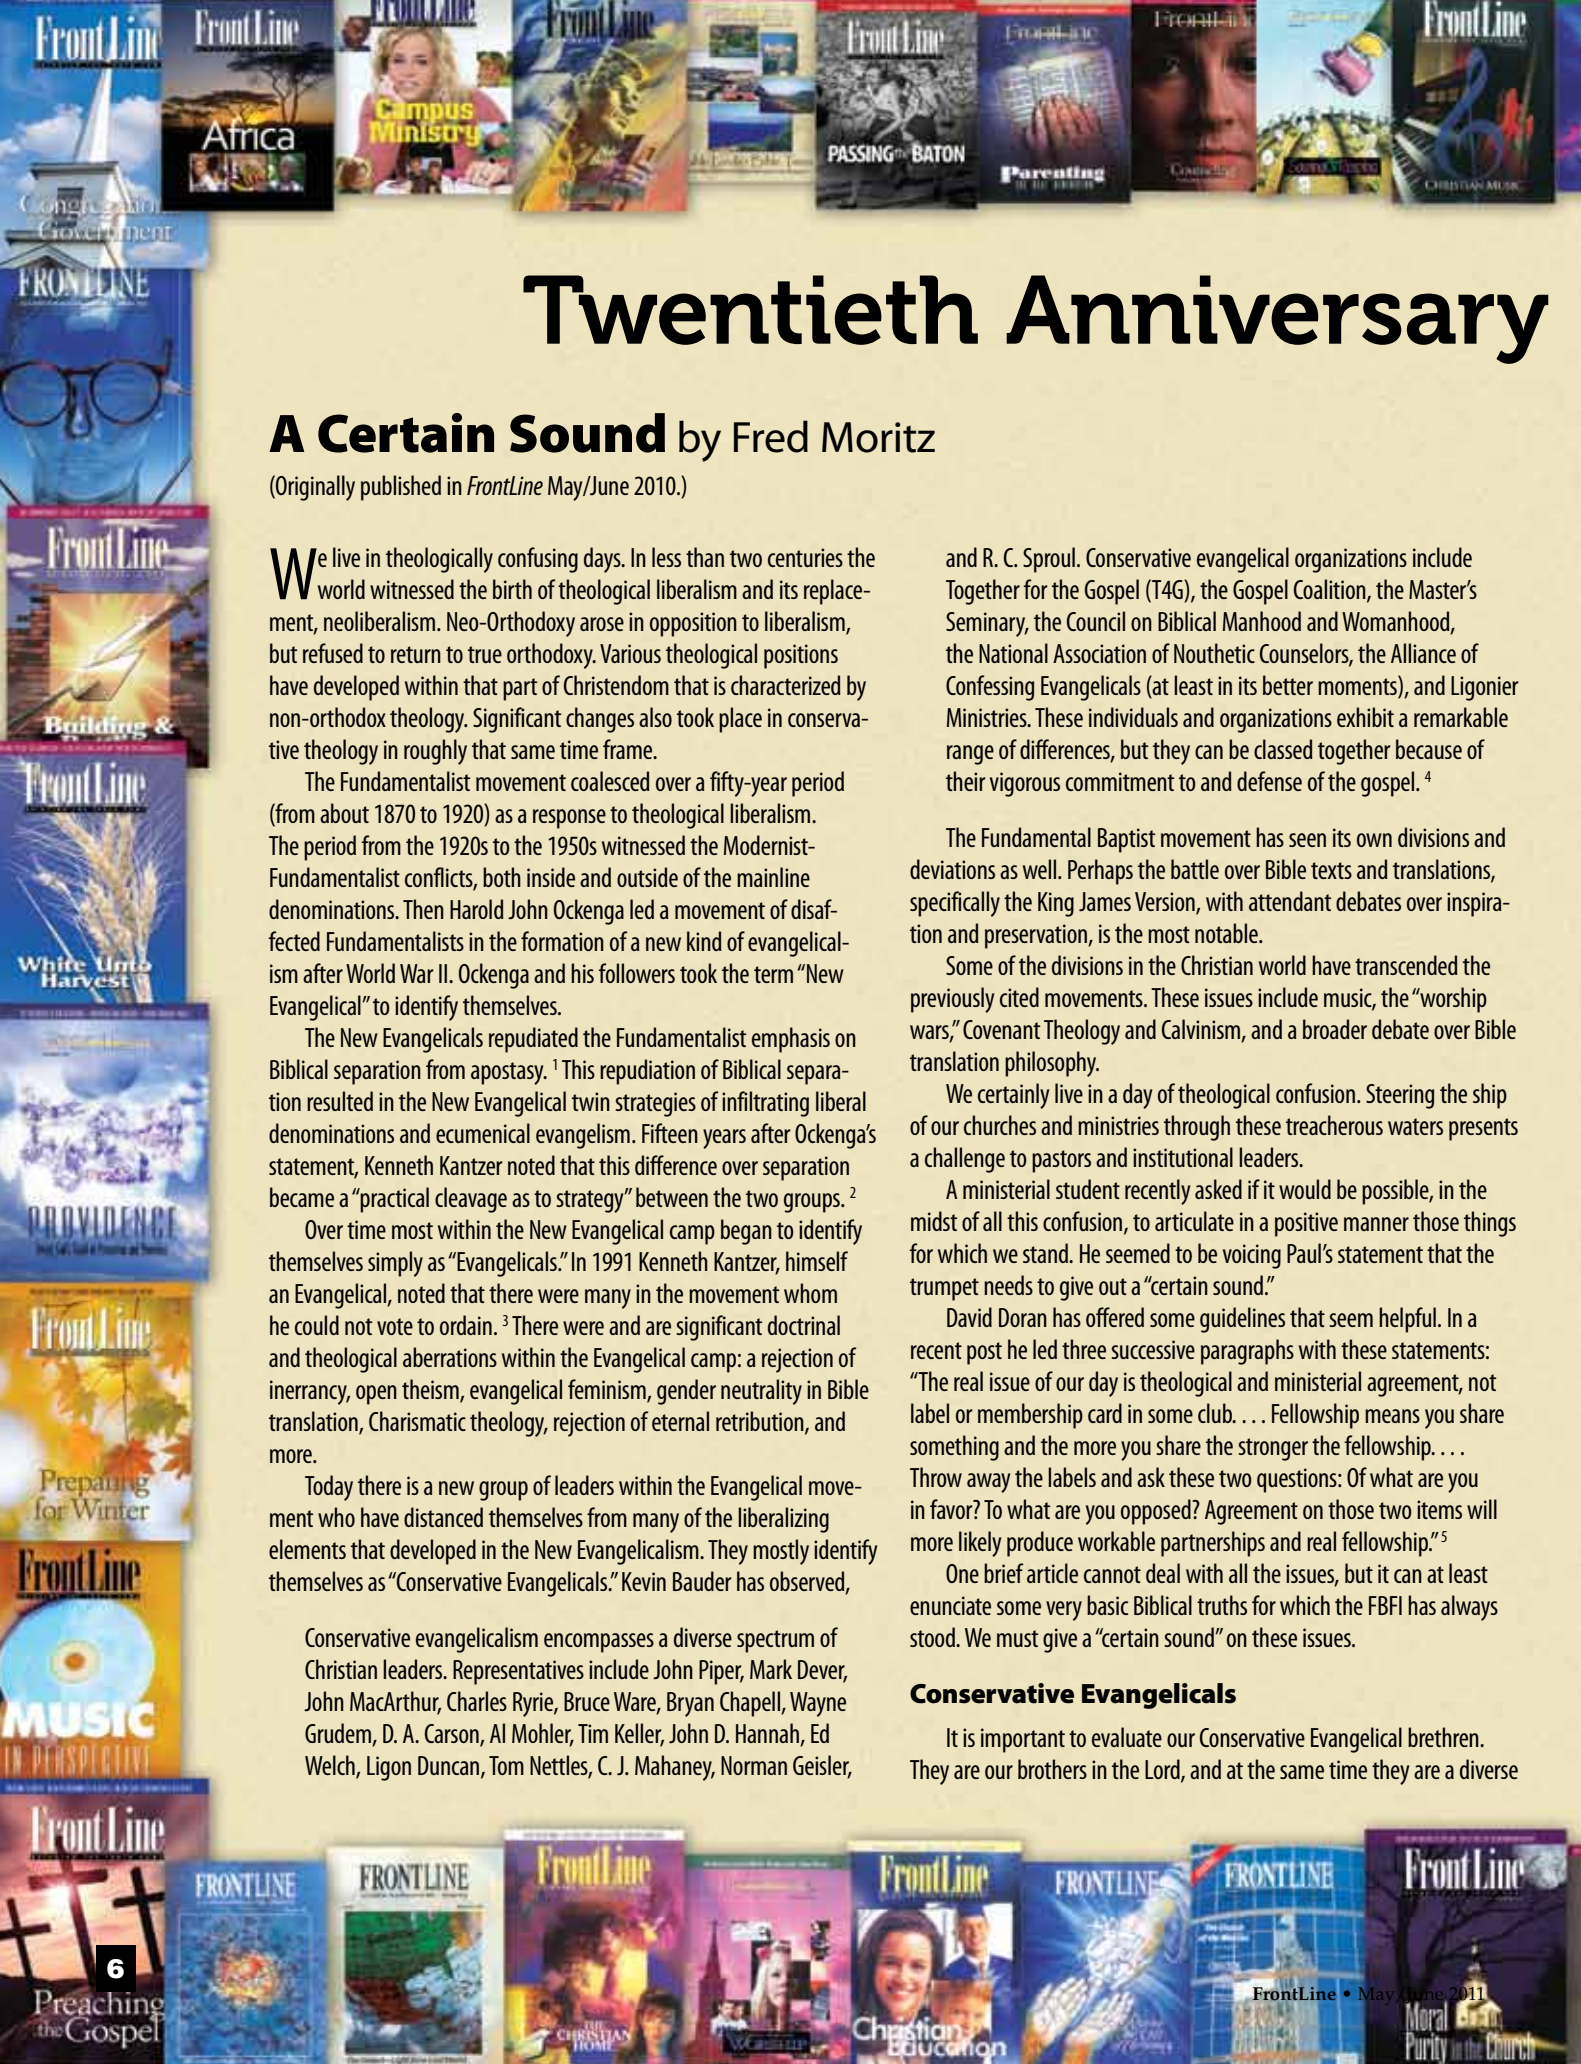 FrontLine
Congregational
Government
FrontLine
Africa
FrontLine
Campus
Ministry
FrontLine
FrontLine
PASSING the BATON
FrontLine
Parenting
FrontLine
FrontLine
CHRISTIAN MUSIC
FRONTLINE
FrontLine
Building &
FrontLine
White Unto
Harvest
PROVIDENCE
FrontLine
Preparing
for Winter
FrontLine
MUSIC
IN PERSPECTIVE
FrontLine
Preaching
the Gospel
Twentieth Anniversary
A Certain Sound by Fred Moritz
(Originally published in FrontLine May/June 2010.)
We live in theologically confusing days. In less than two centuries the
world witnessed the birth of theological liberalism and its replace-
ment, neoliberalism. Neo-Orthodoxy arose in opposition to liberalism,
but refused to return to true orthodoxy. Various theological positions
have developed within that part of Christendom that is characterized by
non-orthodox theology. Significant changes also took place in conserva-
tive theology in roughly that same time frame.
The Fundamentalist movement coalesced over a fifty-year period
(from about 1870 to 1920) as a response to theological liberalism.
The period from the 1920s to the 1950s witnessed the Modernist-
Fundamentalist conflicts, both inside and outside of the mainline
denominations. Then Harold John Ockenga led a movement of disaf-
fected Fundamentalists in the formation of a new kind of evangelical-
ism after World War II. Ockenga and his followers took the term “New
Evangelical” to identify themselves.
The New Evangelicals repudiated the Fundamentalist emphasis on
Biblical separation from apostasy. 1 This repudiation of Biblical separa-
tion resulted in the New Evangelical twin strategies of infiltrating liberal
denominations and ecumenical evangelism. Fifteen years after Ockenga’s
statement, Kenneth Kantzer noted that this difference over separation
became a “practical cleavage as to strategy” between the two groups. 2
Over time most within the New Evangelical camp began to identify
themselves simply as “Evangelicals.” In 1991 Kenneth Kantzer, himself
an Evangelical, noted that there were many in the movement whom
he could not vote to ordain. 3 There were and are significant doctrinal
and theological aberrations within the Evangelical camp: a rejection of
inerrancy, open theism, evangelical feminism, gender neutrality in Bible
translation, Charismatic theology, rejection of eternal retribution, and
more.
Today there is a new group of leaders within the Evangelical move-
ment who have distanced themselves from many of the liberalizing
elements that developed in the New Evangelicalism. They mostly identify
themselves as “Conservative Evangelicals.” Kevin Bauder has observed,
Conservative evangelicalism encompasses a diverse spectrum of
Christian leaders. Representatives include John Piper, Mark Dever,
John MacArthur, Charles Ryrie, Bruce Ware, Bryan Chapell, Wayne
Grudem, D. A. Carson, Al Mohler, Tim Keller, John D. Hannah, Ed
Welch, Ligon Duncan, Tom Nettles, C. J. Mahaney, Norman Geisler,
and R. C. Sproul. Conservative evangelical organizations include
Together for the Gospel (T4G), the Gospel Coalition, the Master’s
Seminary, the Council on Biblical Manhood and Womanhood,
the National Association of Nouthetic Counselors, the Alliance of
Confessing Evangelicals (at least in its better moments), and Ligonier
Ministries. These individuals and organizations exhibit a remarkable
range of differences, but they can be classed together because of
their vigorous commitment to and defense of the gospel. 4
The Fundamental Baptist movement has seen its own divisions and
deviations as well. Perhaps the battle over Bible texts and translations,
specifically the King James Version, with attendant debates over inspira-
tion and preservation, is the most notable.
Some of the divisions in the Christian world have transcended the
previously cited movements. These issues include music, the “worship
wars,” Covenant Theology and Calvinism, and a broader debate over Bible
translation philosophy.
We certainly live in a day of theological confusion. Steering the ship
of our churches and ministries through these treacherous waters presents
a challenge to pastors and institutional leaders.
A ministerial student recently asked if it would be possible, in the
midst of all this confusion, to articulate in a positive manner those things
for which we stand. He seemed to be voicing Paul’s statement that the
trumpet needs to give out a “certain sound.”
David Doran has offered some guidelines that seem helpful. In a
recent post he led three successive paragraphs with these statements:
“The real issue of our day is theological and ministerial agreement, not
label or membership card in some club. . . . Fellowship means you share
something and the more you share the stronger the fellowship. . . .
Throw away the labels and ask these two questions: Of what are you
in favor? To what are you opposed? Agreement on those two items will
more likely produce workable partnerships and real fellowship.” 5
One brief article cannot deal with all the issues, but it can at least
enunciate some very basic Biblical truths for which the FBFI has always
stood. We must give a “certain sound” on these issues.
Conservative Evangelicals
It is important to evaluate our Conservative Evangelical brethren.
They are our brothers in the Lord, and at the same time they are a diverse
6
FRONTLINE
FRONTLINE
FrontLine
THE
CHRISTIAN
HOME
WORSHIP
FrontLine
Christian
Education
FRONTLINE
FRONTLINE
FrontLine
Moral
Purity in the Church
FrontLine • May/June 2011